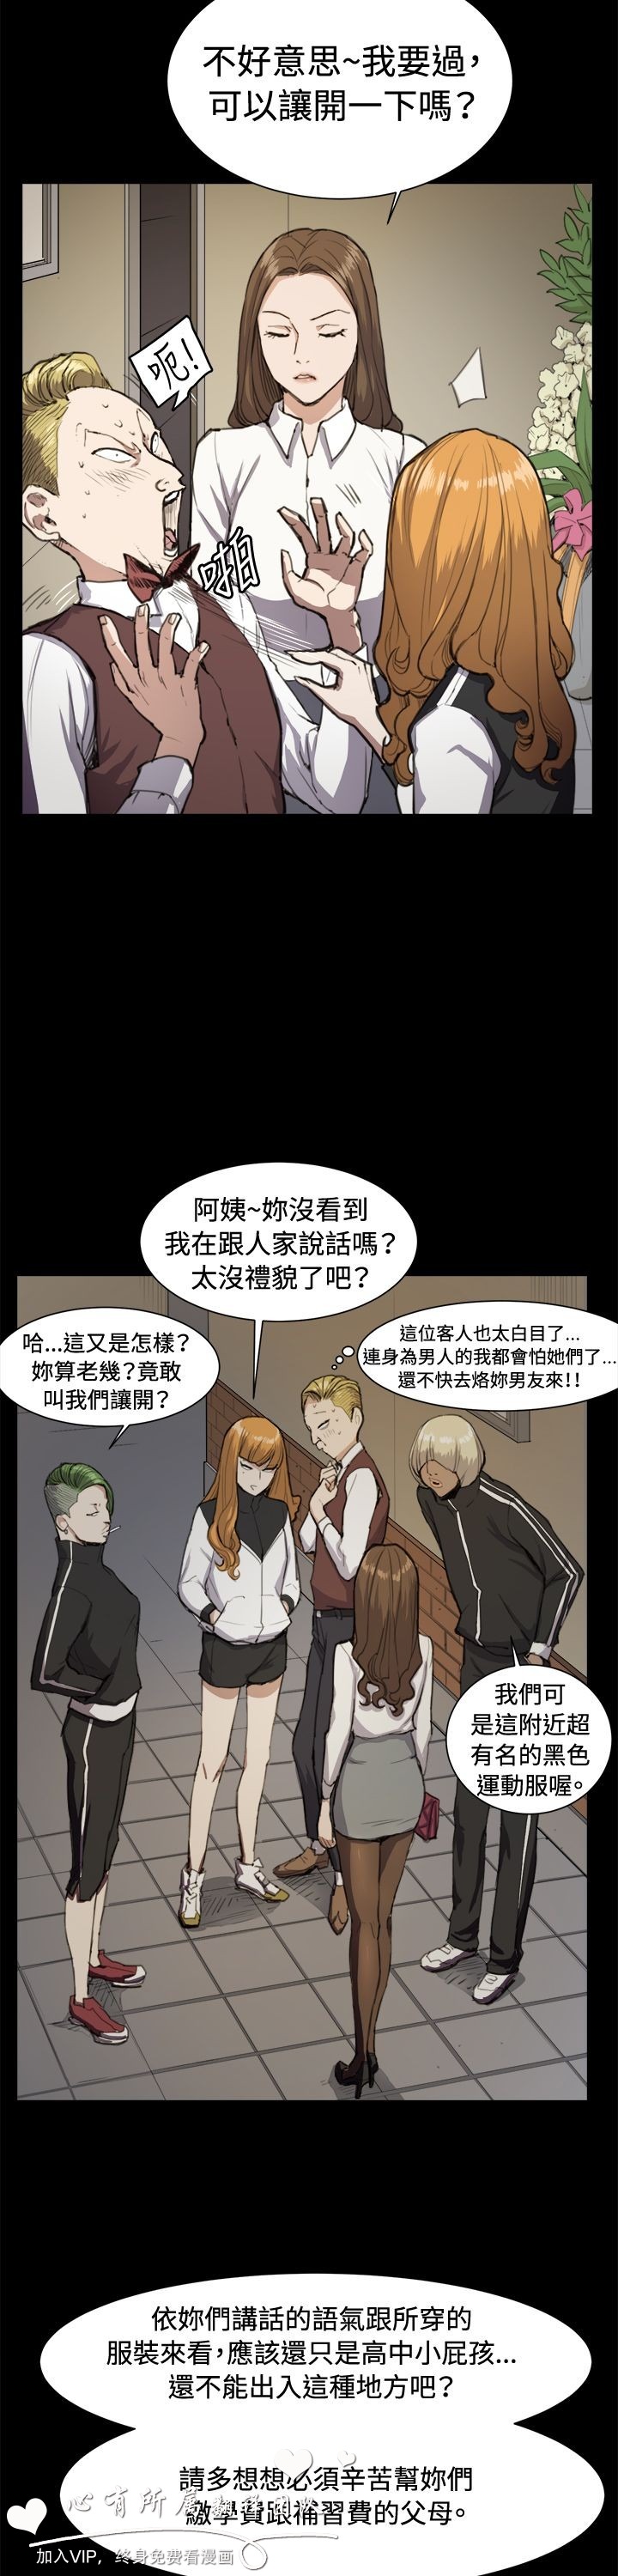 不好意思~我要過,
可以讓開一下嗎？
呃!
啪
阿姨~妳沒看到
我在跟人家說話嗎？
太沒禮貌了吧？
哈...這又是怎樣？
妳算老幾?竟敢
叫我們讓開？
這位客人也太白目了...
連身為男人的我都會怕她們了...
還不快去烙妳男友來!!
我們可
是這附近超
有名的黑色
運動服喔。
依妳們講話的語氣跟所穿的
服裝來看,應該還只是高中小屁孩...
還不能出入這種地方吧？
請多想想必須辛苦幫妳們
繳學費跟補習費的父母。
心有所屬翻譯團隊
加入VIP，终身免费看漫画